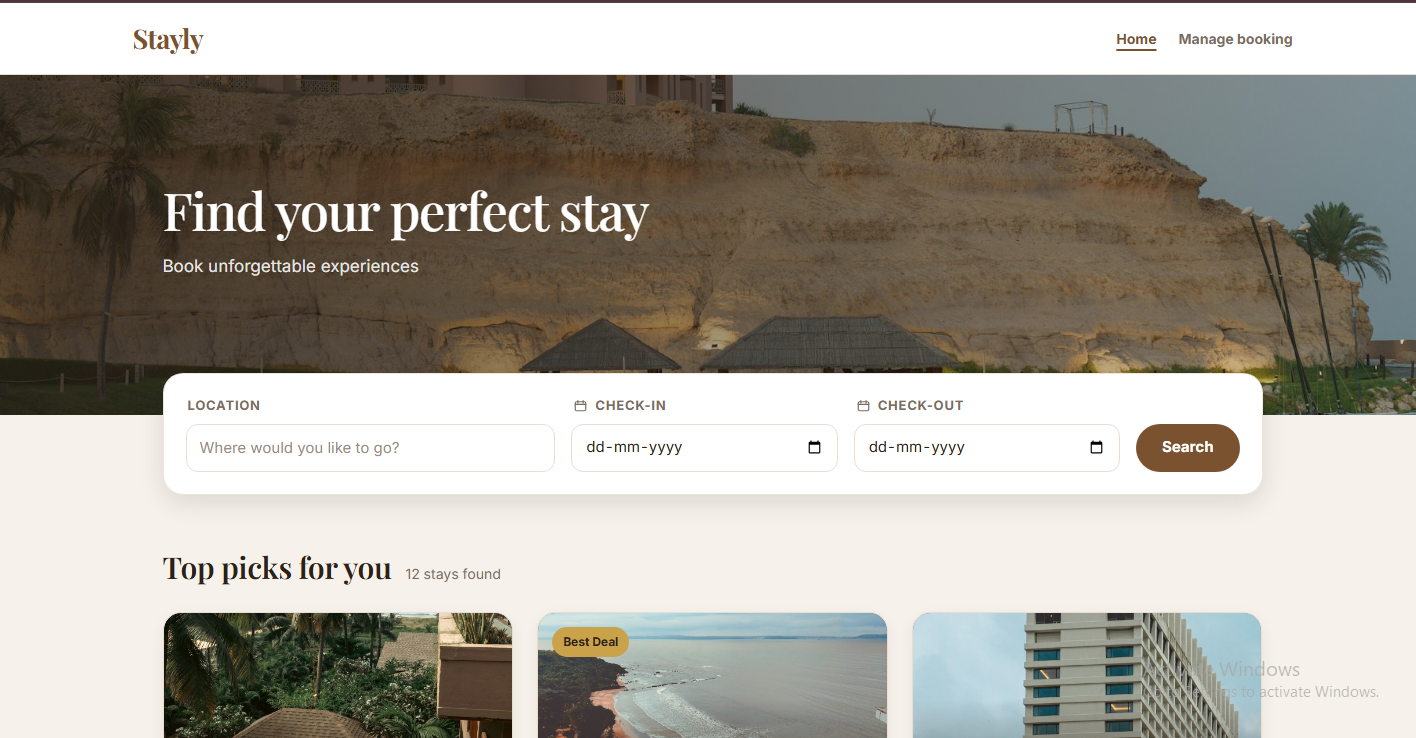 Stayly
Home Manage booking
Find your perfect stay
Book unforgettable experiences
LOCATION CHECK-IN CHECK-OUT
Where would you like to go? dd-mm-yyyy dd-mm-yyyy Search
Top picks for you 12 stays found
Best Deal
Windows
to activate Windows.